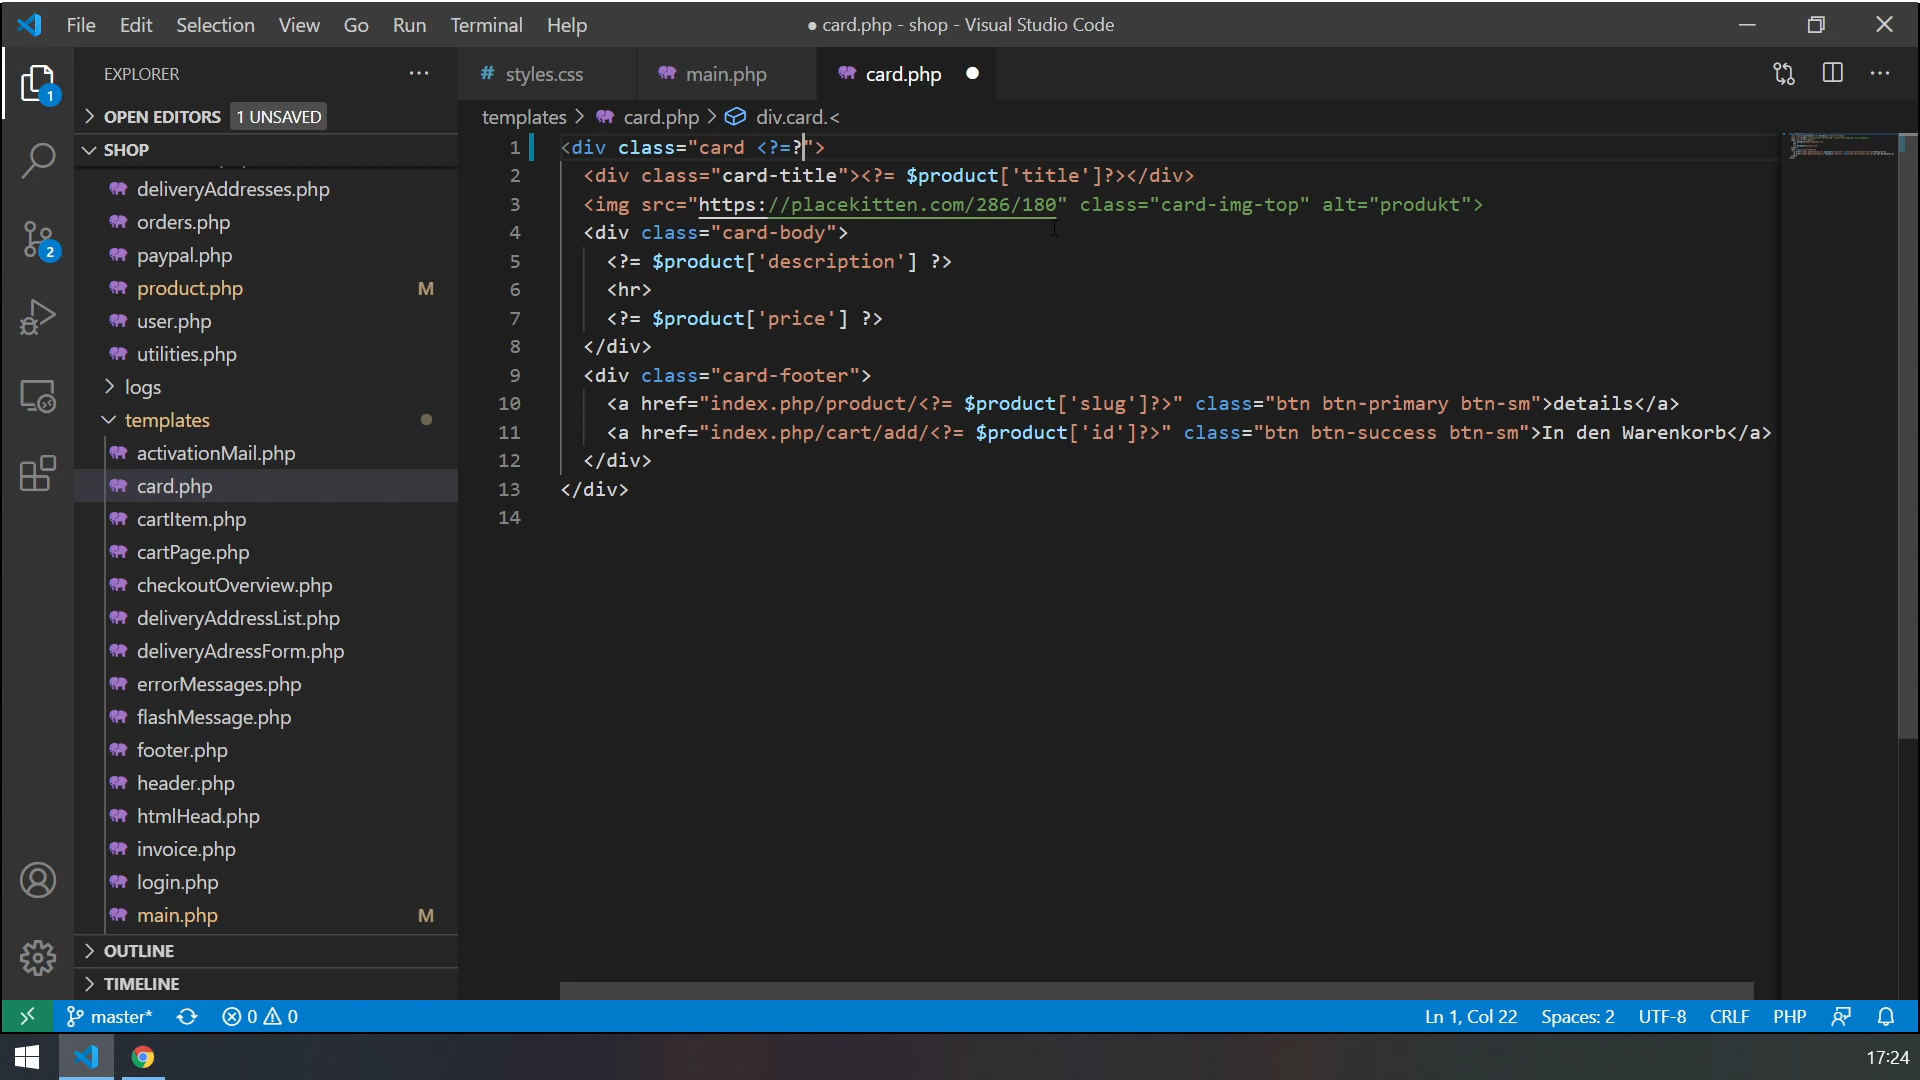 File Edit Selection View Go Run Terminal Help
● card.php - shop - Visual Studio Code
EXPLORER
# styles.css
main.php
card.php
OPEN EDITORS 1 UNSAVED
templates > card.php > div.card.<
SHOP
deliveryAddresses.php
orders.php
paypal.php
product.php M
user.php
utilities.php
logs
templates
activationMail.php
card.php
cartItem.php
cartPage.php
checkoutOverview.php
deliveryAddressList.php
deliveryAdressForm.php
errorMessages.php
flashMessage.php
footer.php
header.php
htmlHead.php
invoice.php
login.php
main.php M
OUTLINE
TIMELINE
1 <div class="card <?=?">
2 <div class="card-title"><?= $product['title']?></div>
3 <img src="https://placekitten.com/286/180" class="card-img-top" alt="produkt">
4 <div class="card-body">
5 <?= $product['description'] ?>
6 <hr>
7 <?= $product['price'] ?>
8 </div>
9 <div class="card-footer">
10 <a href="index.php/product/<?= $product['slug']?>" class="btn btn-primary btn-sm">details</a>
11 <a href="index.php/cart/add/<?= $product['id']?>" class="btn btn-success btn-sm">In den Warenkorb</a>
12 </div>
13 </div>
14
1
2
master* 0 0
Ln 1, Col 22 Spaces: 2 UTF-8 CRLF PHP
17:24